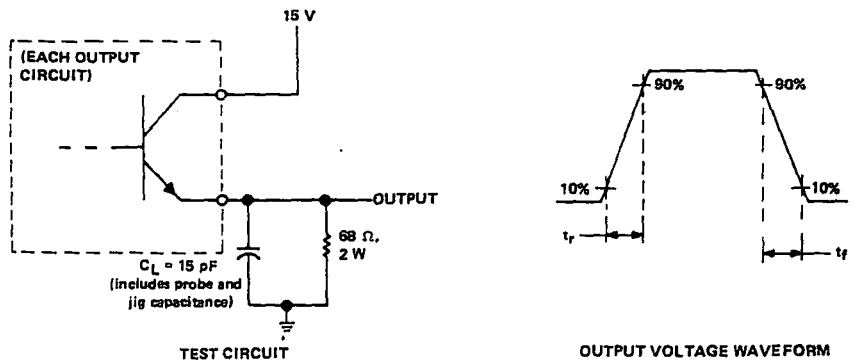 15 V
(EACH OUTPUT
CIRCUIT)
OUTPUT
68 Ω,
2 W
C_L = 15 pF
(includes probe and
jig capacitance)
TEST CIRCUIT
90%
90%
10%
10%
t_r
t_f
OUTPUT VOLTAGE WAVEFORM